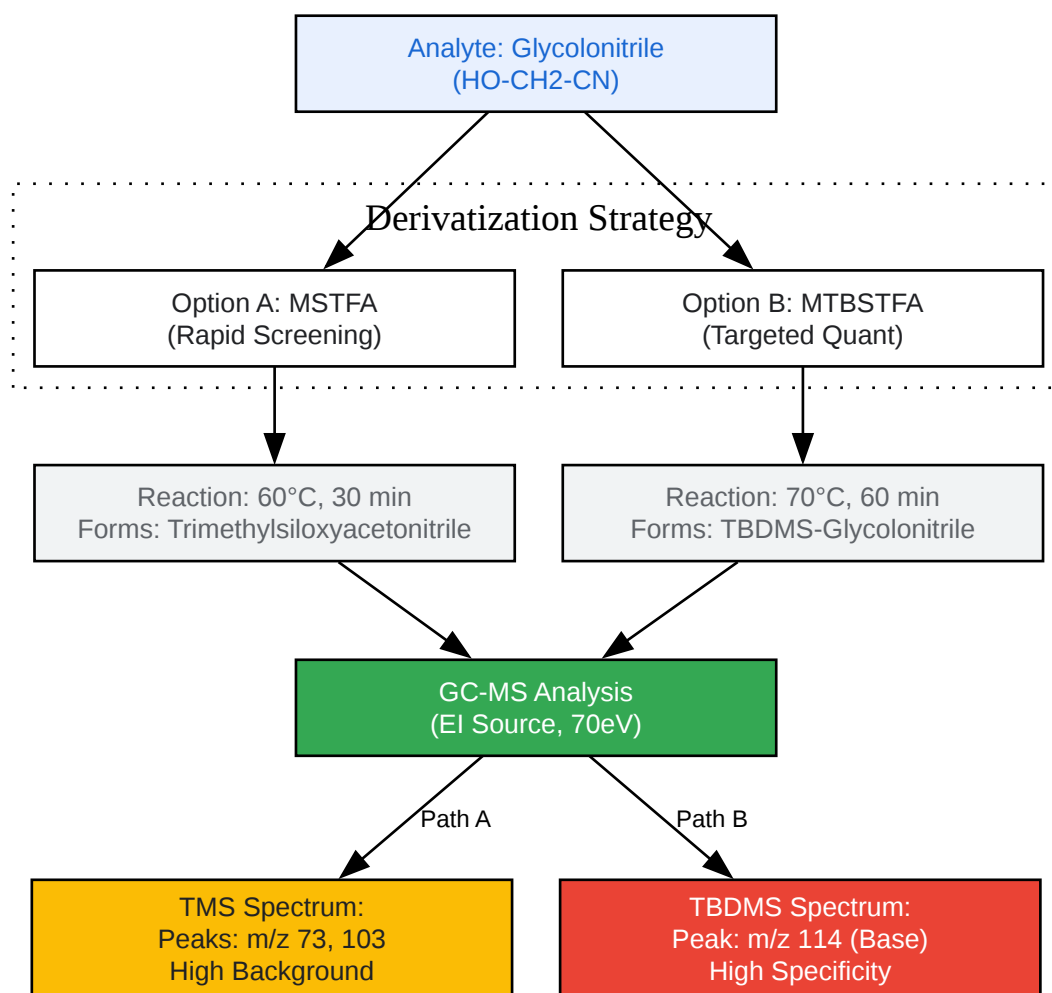 Analyte: Glycolonitrile
(HO-CH2-CN)
Derivatization Strategy
Option A: MSTFA
(Rapid Screening)
Option B: MTBSTFA
(Targeted Quant)
Reaction: 60°C, 30 min
Forms: Trimethylsiloxyacetonitrile
Reaction: 70°C, 60 min
Forms: TBDMS-Glycolonitrile
GC-MS Analysis
(EI Source, 70eV)
Path A
Path B
TMS Spectrum:
Peaks: m/z 73, 103
High Background
TBDMS Spectrum:
Peak: m/z 114 (Base)
High Specificity